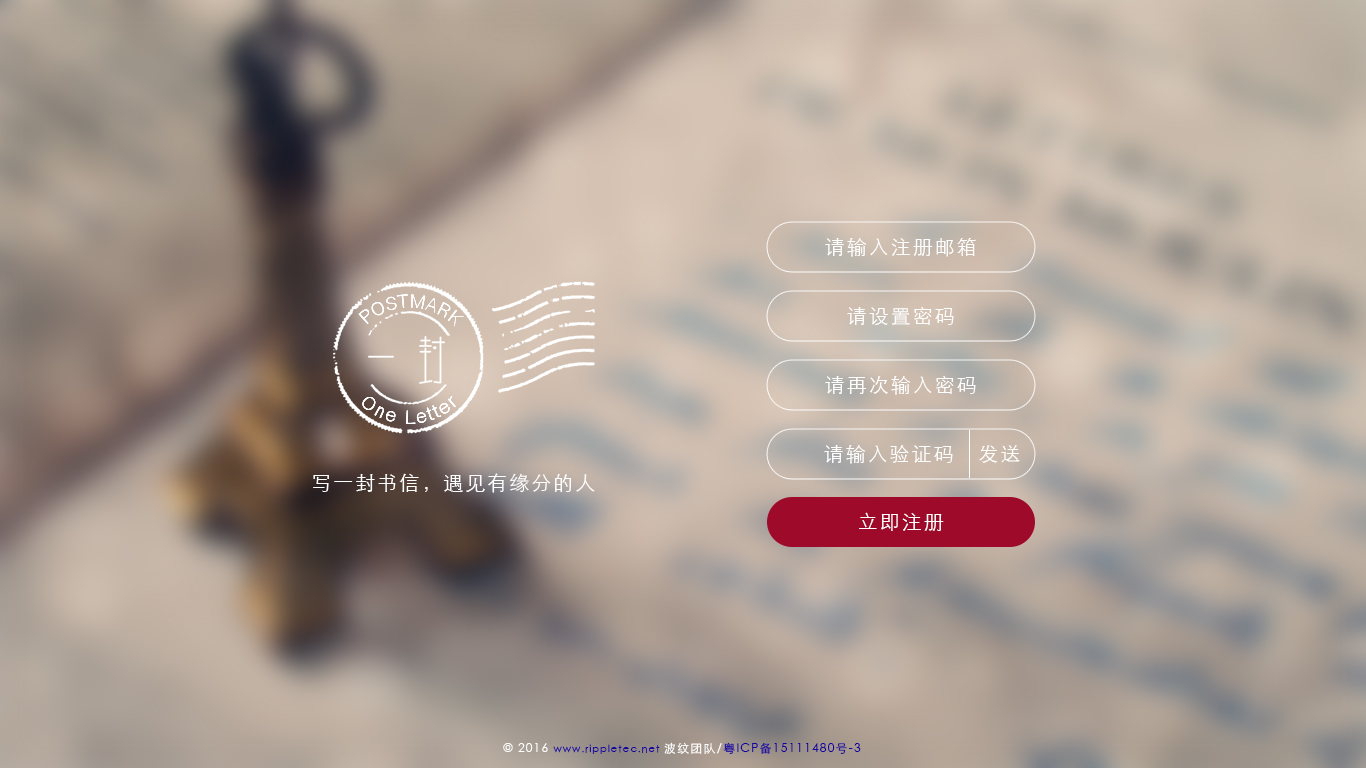 POSTMARK
一封
One Letter
写一封书信，遇见有缘分的人
请输入注册邮箱
请设置密码
请再次输入密码
请输入验证码 发送
立即注册
© 2016 www.rippletec.net 波纹团队/粤ICP备15111480号-3